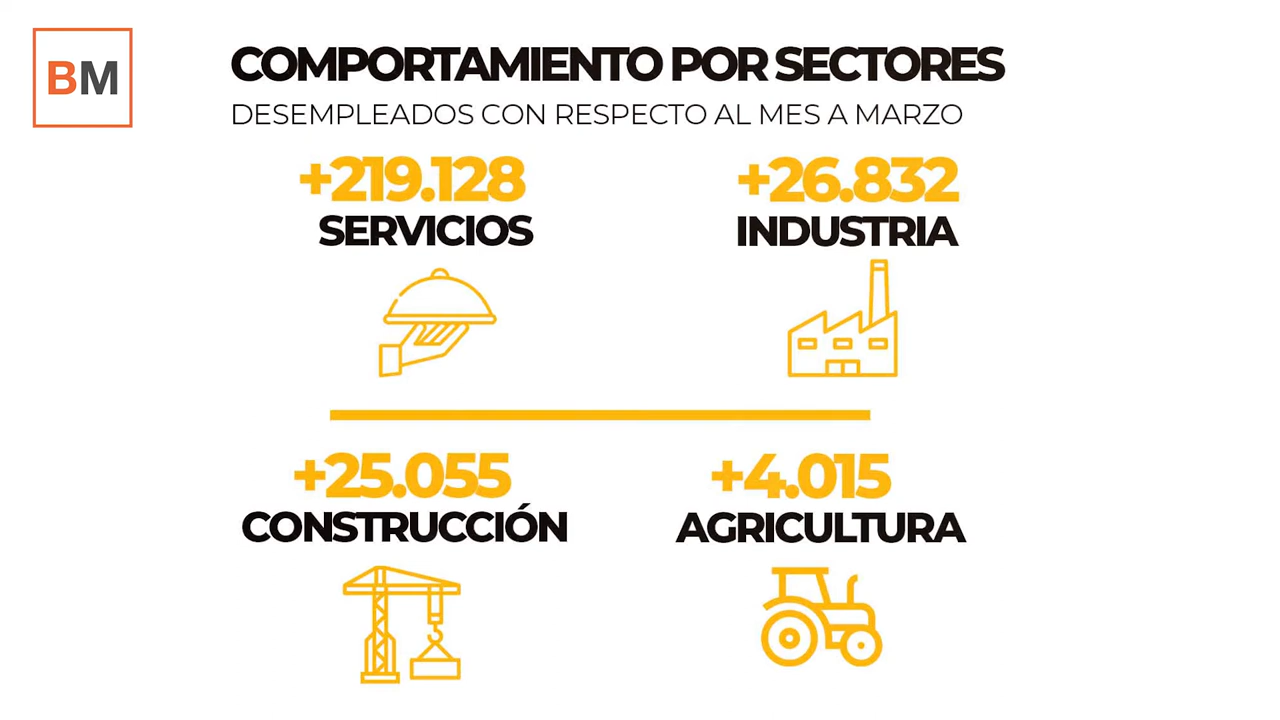 BM
COMPORTAMIENTO POR SECTORES
DESEMPLEADOS CON RESPECTO AL MES A MARZO
+219.128
SERVICIOS
+26.832
INDUSTRIA
+25.055
CONSTRUCCIÓN
+4.015
AGRICULTURA